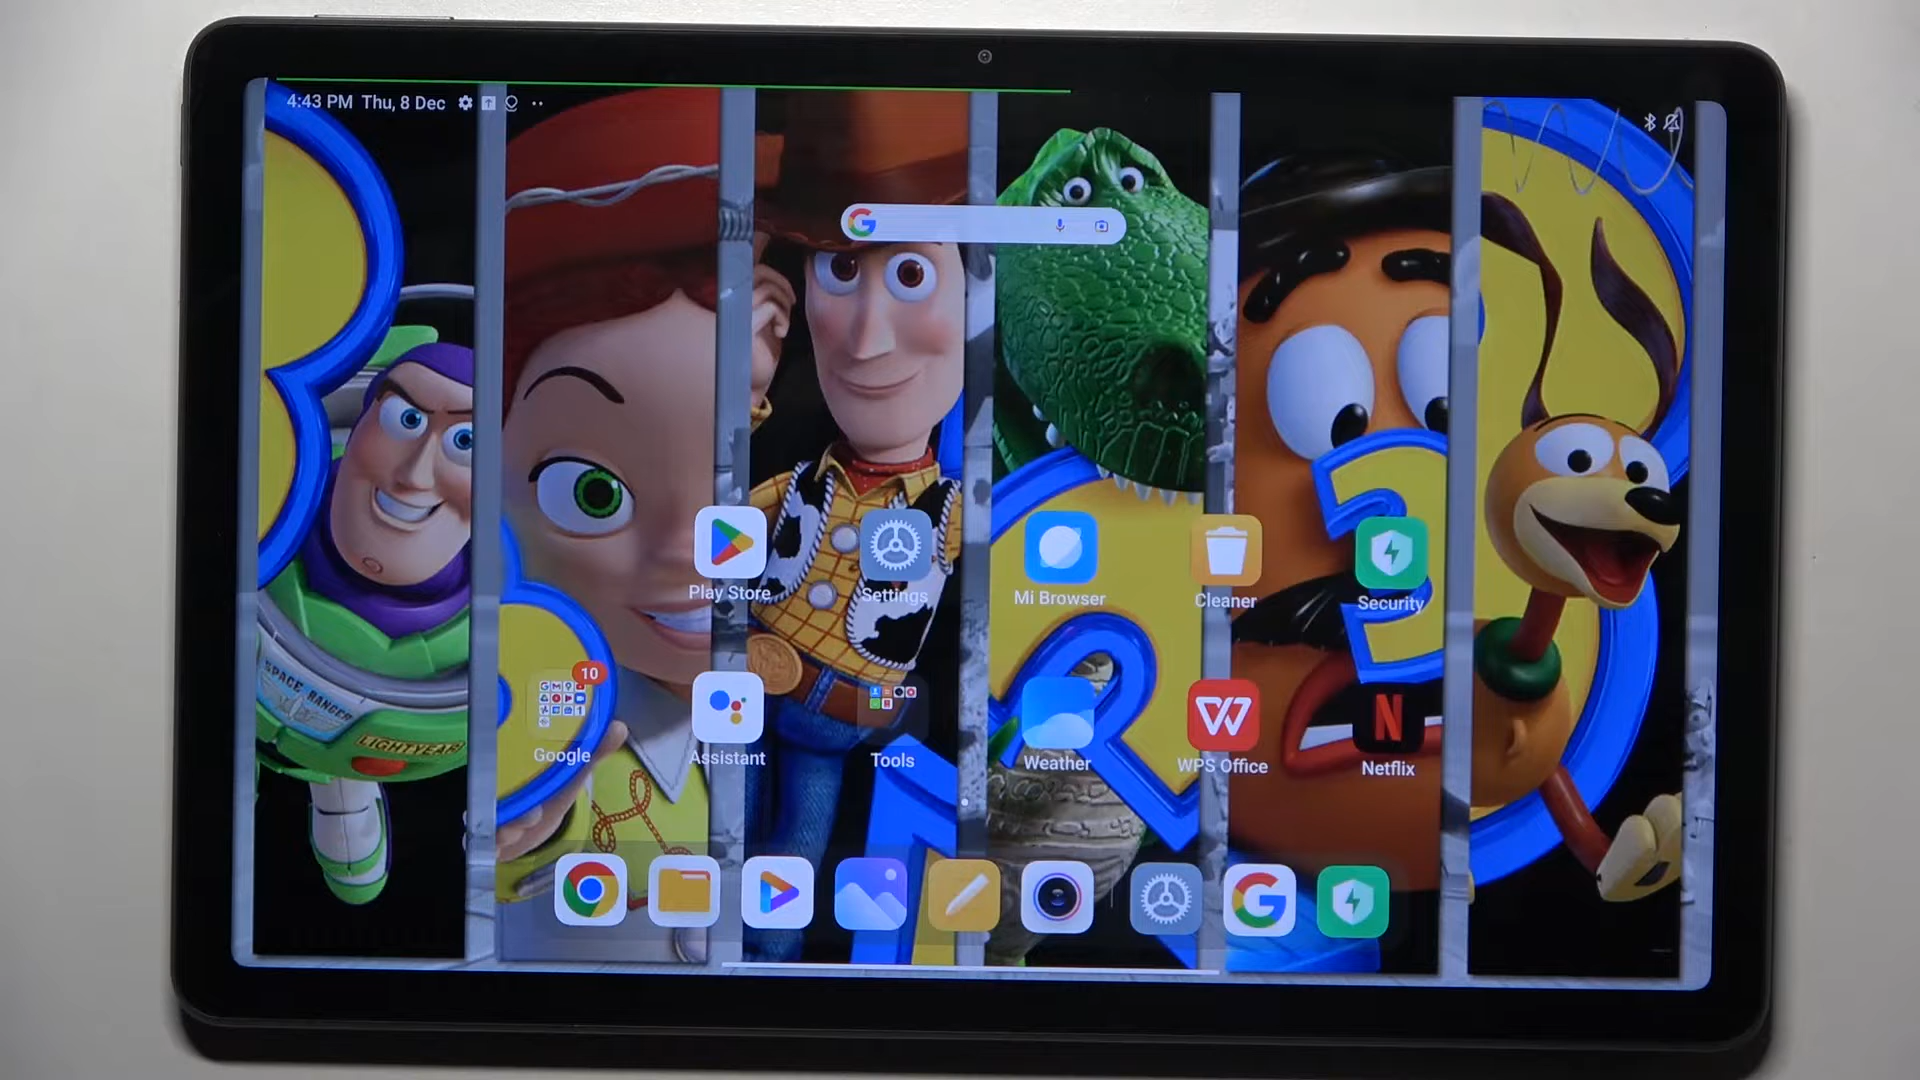 4:43 PM Thu, 8 Dec
SPACE RANGER
LIGHTYEAR
3
Play Store
Settings
Mi Browser
Cleaner
Security
10
Google
Assistant
Tools
Weather
WPS Office
Netflix